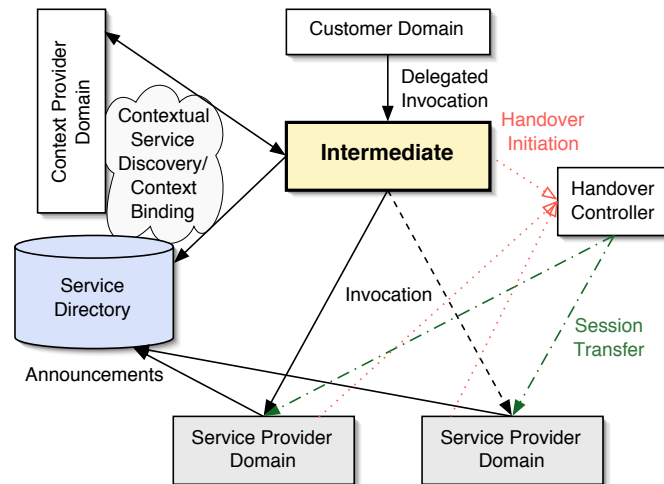 Customer Domain
Context Provider
Domain
Delegated
Invocation
Contextual
Service
Discovery/
Context
Binding
Handover
Initiation
Intermediate
Handover
Controller
Service
Directory
Invocation
Session
Transfer
Announcements
Service Provider
Domain
Service Provider
Domain